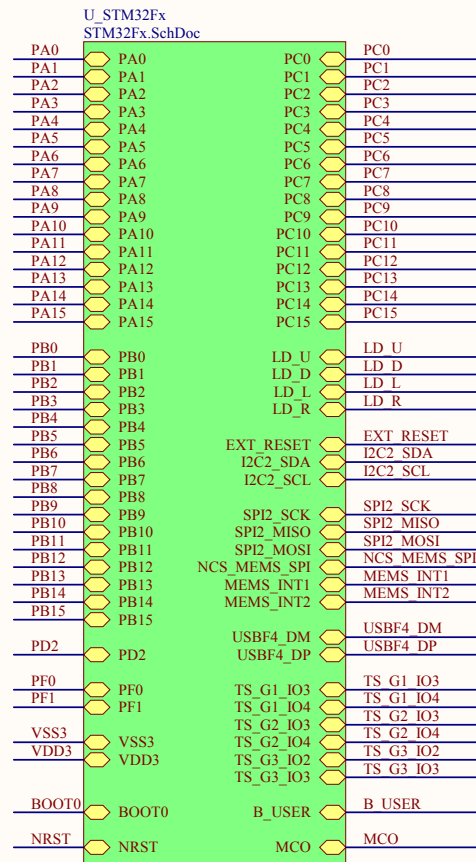 U_STM32Fx
STM32Fx.SchDoc
PA0 PA0 PC0 PC0
PA1 PA1 PC1 PC1
PA2 PA2 PC2 PC2
PA3 PA3 PC3 PC3
PA4 PA4 PC4 PC4
PA5 PA5 PC5 PC5
PA6 PA6 PC6 PC6
PA7 PA7 PC7 PC7
PA8 PA8 PC8 PC8
PA9 PA9 PC9 PC9
PA10 PA10 PC10 PC10
PA11 PA11 PC11 PC11
PA12 PA12 PC12 PC12
PA13 PA13 PC13 PC13
PA14 PA14 PC14 PC14
PA15 PA15 PC15 PC15
PB0 PB0 LD_U LD_U
PB1 PB1 LD_D LD_D
PB2 PB2 LD_L LD_L
PB3 PB3 LD_R LD_R
PB4 PB4
PB5 PB5 EXT_RESET EXT_RESET
PB6 PB6 I2C2_SDA I2C2_SDA
PB7 PB7 I2C2_SCL I2C2_SCL
PB8 PB8
PB9 PB9 SPI2_SCK SPI2_SCK
PB10 PB10 SPI2_MISO SPI2_MISO
PB11 PB11 SPI2_MOSI SPI2_MOSI
PB12 PB12 NCS_MEMS_SPI NCS_MEMS_SPI
PB13 PB13 MEMS_INT1 MEMS_INT1
PB14 PB14 MEMS_INT2 MEMS_INT2
PB15 PB15
USBF4_DM USBF4_DM
PD2 PD2 USBF4_DP USBF4_DP
PF0 PF0 TS_G1_IO3 TS_G1_IO3
PF1 PF1 TS_G1_IO4 TS_G1_IO4
TS_G2_IO3 TS_G2_IO3
VSS3 VSS3 TS_G2_IO4 TS_G2_IO4
VDD3 VDD3 TS_G3_IO2 TS_G3_IO2
TS_G3_IO3 TS_G3_IO3
BOOT0 BOOT0 B_USER B_USER
NRST NRST MCO MCO